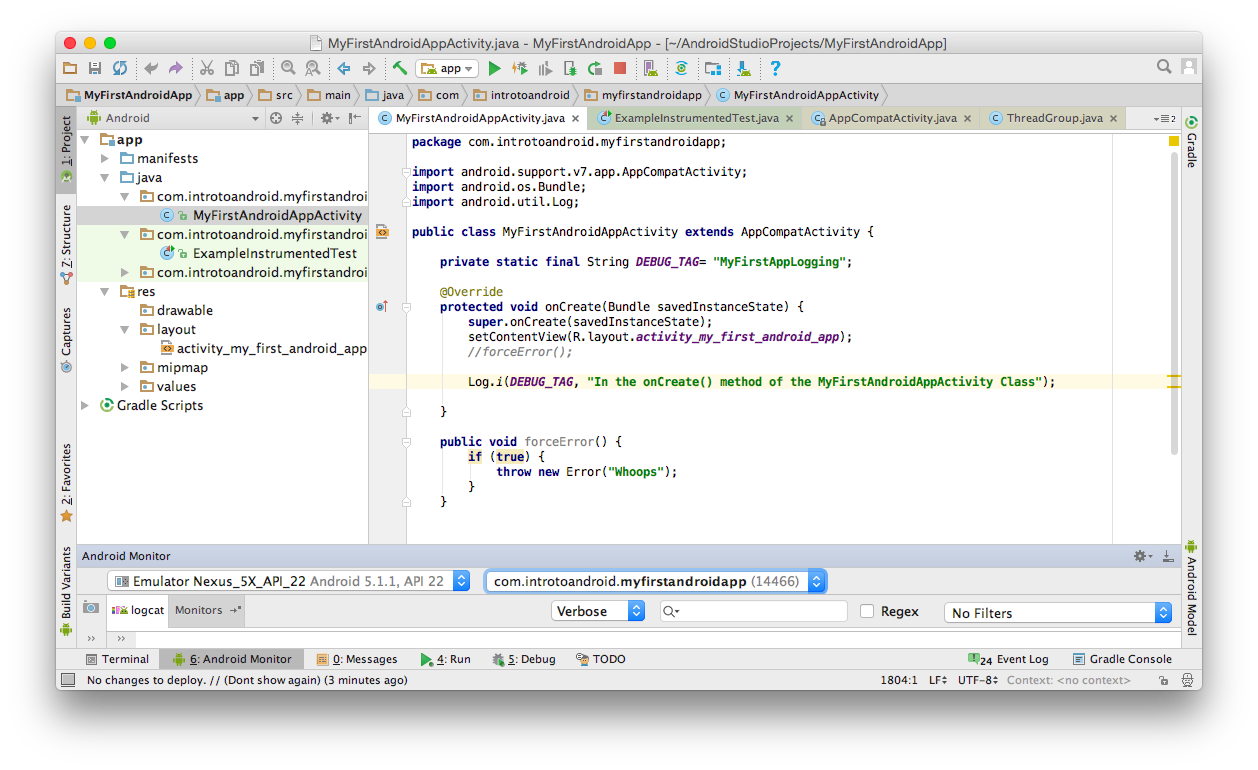 MyFirstAndroidAppActivity.java - MyFirstAndroidApp - [~/AndroidStudioProjects/MyFirstAndroidApp]
app
MyFirstAndroidApp app src main java com introtoandroid myfirstandroidapp MyFirstAndroidAppActivity
1: Project
Z: Structure
Captures
2: Favorites
Build Variants
Android
app
manifests
java
com.introtoandroid.myfirstandroi
MyFirstAndroidAppActivity
com.introtoandroid.myfirstandroi
ExampleInstrumentedTest
com.introtoandroid.myfirstandroi
res
drawable
layout
activity_my_first_android_app
mipmap
values
Gradle Scripts
MyFirstAndroidAppActivity.java ExampleInstrumentedTest.java AppCompatActivity.java ThreadGroup.java 2
package com.introtoandroid.myfirstandroidapp;
import android.support.v7.app.AppCompatActivity;
import android.os.Bundle;
import android.util.Log;
public class MyFirstAndroidAppActivity extends AppCompatActivity {
private static final String DEBUG_TAG= "MyFirstAppLogging";
@Override
protected void onCreate(Bundle savedInstanceState) {
super.onCreate(savedInstanceState);
setContentView(R.layout.activity_my_first_android_app);
//forceError();
Log.i(DEBUG_TAG, "In the onCreate() method of the MyFirstAndroidAppActivity Class");
}
public void forceError() {
if (true) {
throw new Error("Whoops");
}
}
Gradle
Android Model
Android Monitor
Emulator Nexus_5X_API_22 Android 5.1.1, API 22 com.introtoandroid.myfirstandroidapp (14466)
logcat Monitors Verbose Regex No Filters
Terminal 6: Android Monitor 0: Messages 4: Run 5: Debug TODO 24 Event Log Gradle Console
No changes to deploy. // (Dont show again) (3 minutes ago) 1804:1 LF UTF-8 Context: <no context>